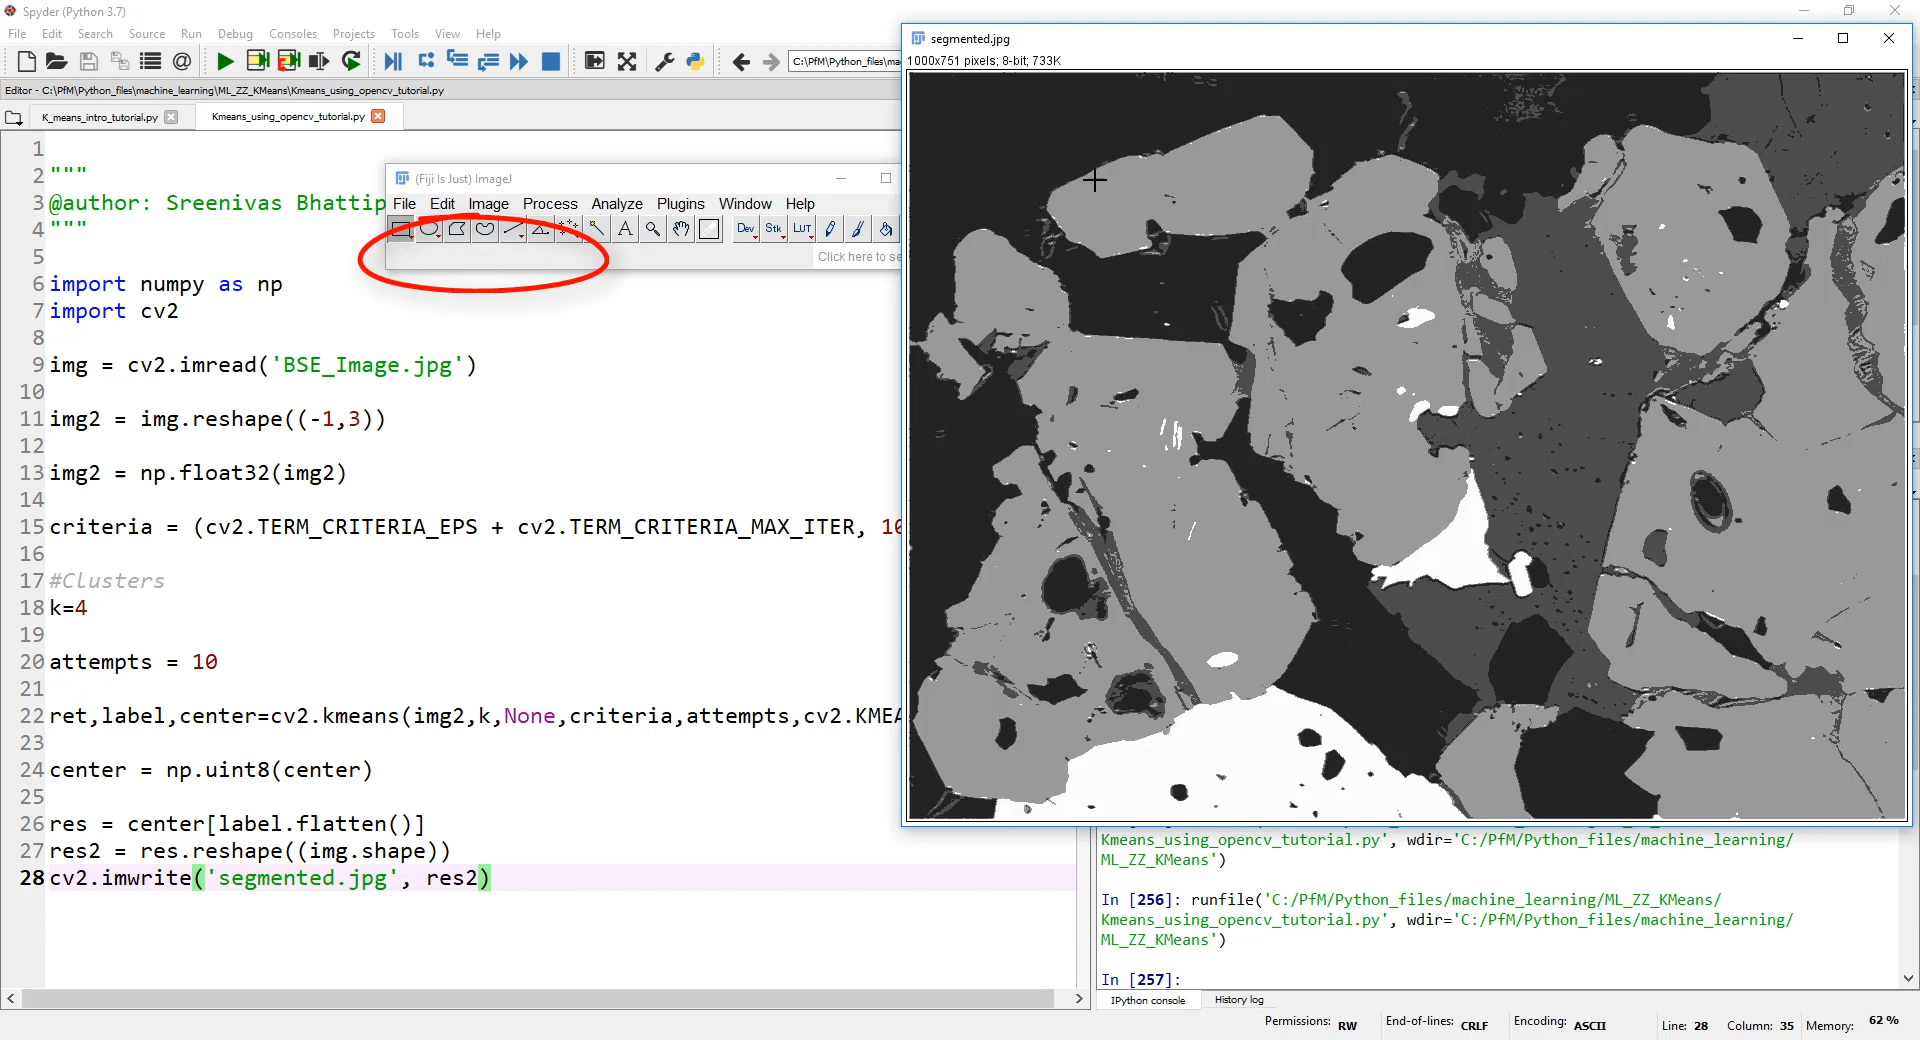 Spyder (Python 3.7)
File Edit Search Source Run Debug Consoles Projects Tools View Help
C:\PfM\Python_files\ma
Editor - C:\PfM\Python_files\machine_learning\ML_ZZ_KMeans\Kmeans_using_opencv_tutorial.py
K_means_intro_tutorial.py
Kmeans_using_opencv_tutorial.py
1
2 """
3 @author: Sreenivas Bhattip
4 """
5
6 import numpy as np
7 import cv2
8
9 img = cv2.imread('BSE_Image.jpg')
10
11 img2 = img.reshape((-1,3))
12
13 img2 = np.float32(img2)
14
15 criteria = (cv2.TERM_CRITERIA_EPS + cv2.TERM_CRITERIA_MAX_ITER, 10
16
17 #Clusters
18 k=4
19
20 attempts = 10
21
22 ret,label,center=cv2.kmeans(img2,k,None,criteria,attempts,cv2.KMEA
23
24 center = np.uint8(center)
25
26 res = center[label.flatten()]
27 res2 = res.reshape((img.shape))
28 cv2.imwrite('segmented.jpg', res2)
(Fiji Is Just) ImageJ
File Edit Image Process Analyze Plugins Window Help
A Dev Stk LUT
Click here to se
segmented.jpg
1000x751 pixels; 8-bit; 733K
Kmeans_using_opencv_tutorial.py', wdir='C:/PfM/Python_files/machine_learning/
ML_ZZ_KMeans')
In [256]: runfile('C:/PfM/Python_files/machine_learning/ML_ZZ_KMeans/
Kmeans_using_opencv_tutorial.py', wdir='C:/PfM/Python_files/machine_learning/
ML_ZZ_KMeans')
In [257]:
IPython console History log
Permissions: RW End-of-lines: CRLF Encoding: ASCII Line: 28 Column: 35 Memory: 62 %